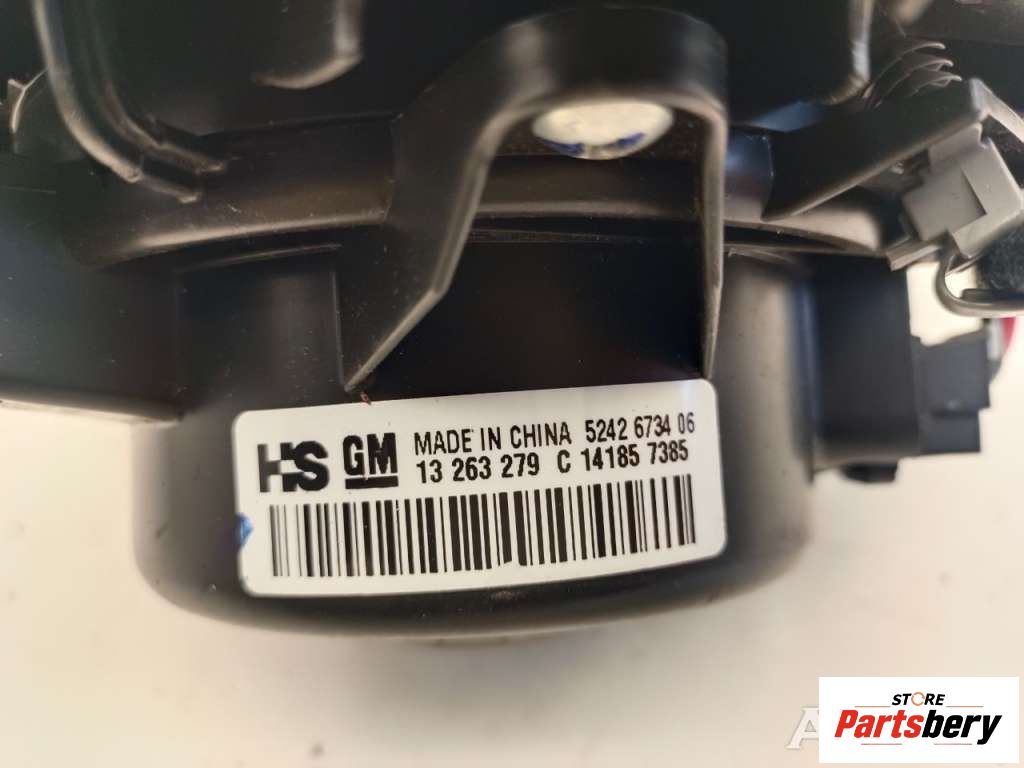 HS GM MADE IN CHINA 5242 6734 06
13 263 279 C 14185 7385
STORE
Partsbery